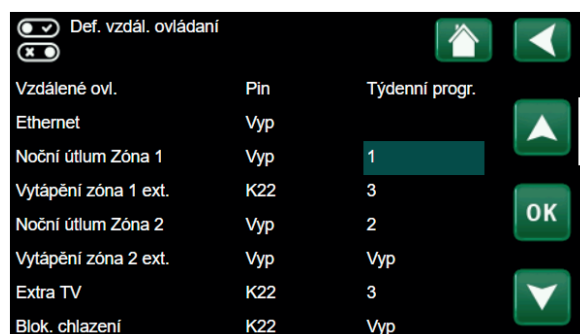 Def. vzdál. ovládaní
Vzdálené ovl. Pin Týdenní progr.
Ethernet Vyp
Noční útlum Zóna 1 Vyp 1
Vytápění zóna 1 ext. K22 3
Noční útlum Zóna 2 Vyp 2
Vytápění zóna 2 ext. Vyp Vyp
Extra TV K22 3
Blok. chlazení K22 Vyp
OK